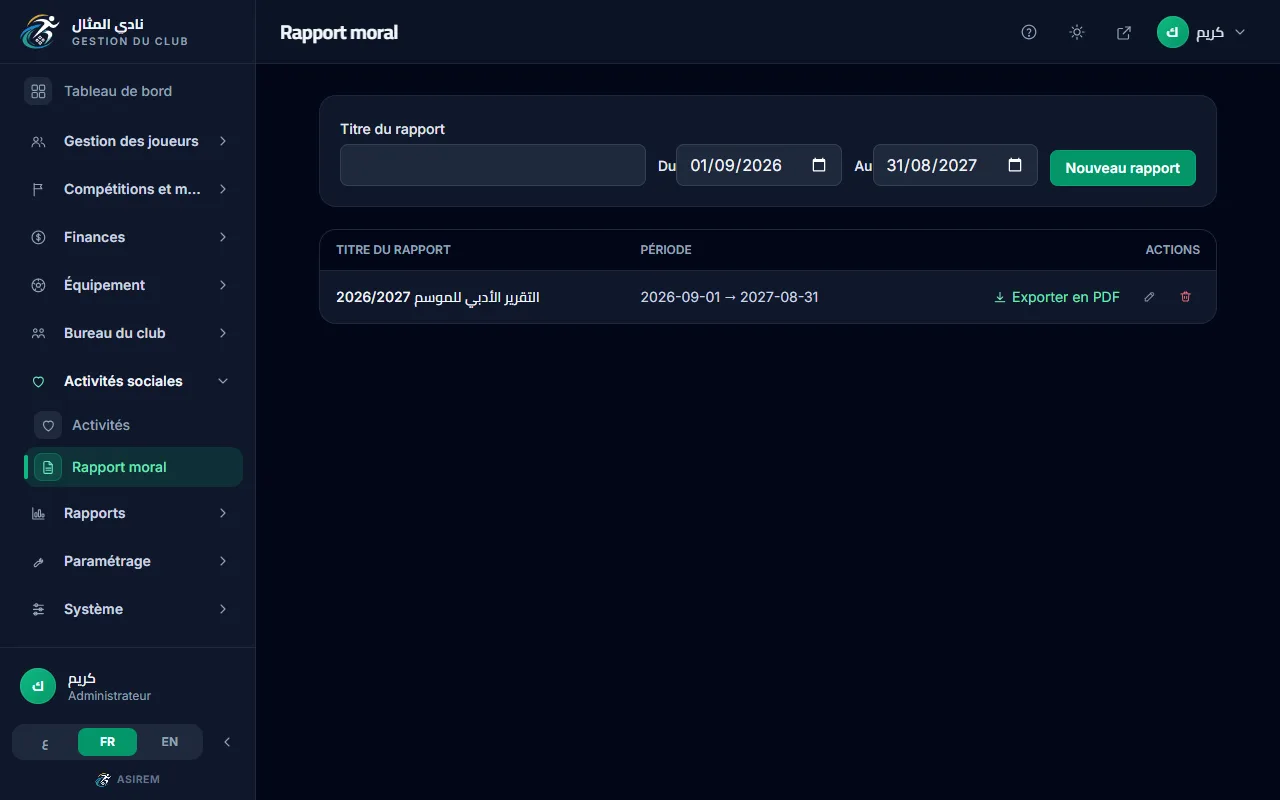 نادي المثال
GESTION DU CLUB
Tableau de bord
Gestion des joueurs
Compétitions et m...
Finances
Équipement
Bureau du club
Activités sociales
Activités
Rapport moral
Rapports
Paramétrage
Système
ك
كريم
Administrateur
ع
FR
EN
ASIREM
Rapport moral
ك
كريم
Titre du rapport
Du
01/09/2026
Au
31/08/2027
Nouveau rapport
TITRE DU RAPPORT
PÉRIODE
ACTIONS
التقرير الأدبي للموسم 2026/2027
2026-09-01 → 2027-08-31
Exporter en PDF